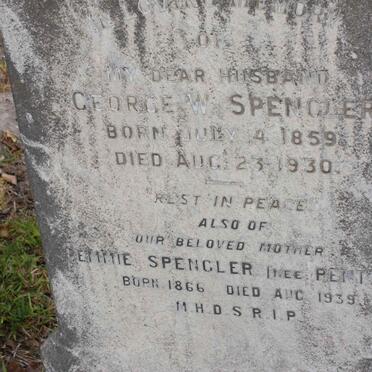 OF
MY DEAR HUSBAND
GEORGE W. SPENGLER
BORN JULY 4. 1859.
DIED AUG. 23. 1930.
REST IN PEACE
ALSO OF
OUR BELOVED MOTHER
SPENGLER (NEE
BORN 1866 DIED AUG. 1939.
M.H.D.S.R.I.P.